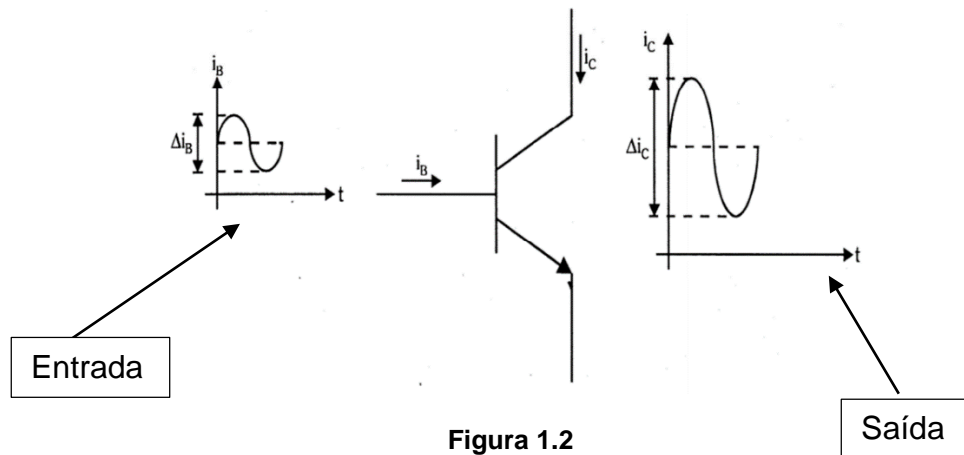 i_B
Δi_B
t
i_B
i_C
i_C
Δi_C
t
Entrada
Saída
Figura 1.2